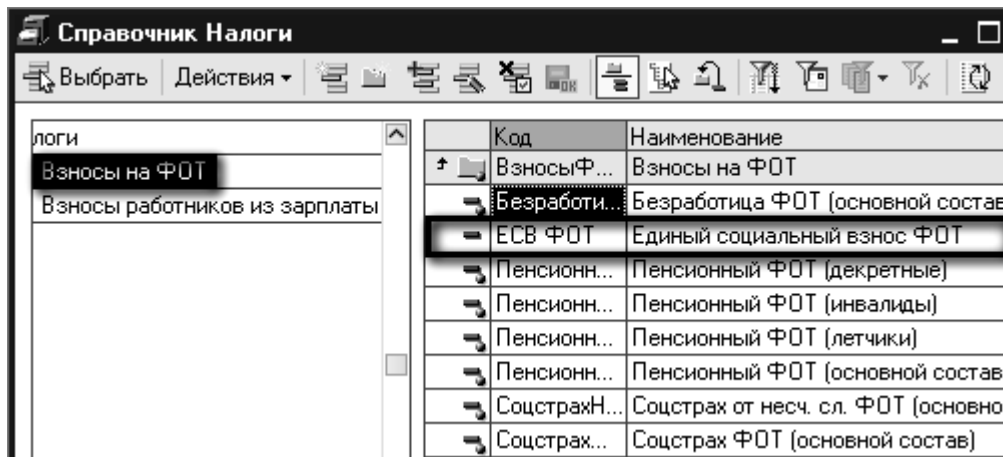 Справочник Налоги
Выбрать Действия
логи
Взносы на ФОТ
Взносы работников из зарплаты
Код Наименование
ВзносыФ... Взносы на ФОТ
Безработи... Безработица ФОТ (основной состав
ЕСВ ФОТ Единый социальный взнос ФОТ
Пенсионн... Пенсионный ФОТ (декретные)
Пенсионн... Пенсионный ФОТ (инвалиды)
Пенсионн... Пенсионный ФОТ (летчики)
Пенсионн... Пенсионный ФОТ (основной состав
СоцстрахН... Соцстрах от несч. сл. ФОТ (основно
Соцстрах... Соцстрах ФОТ (основной состав)